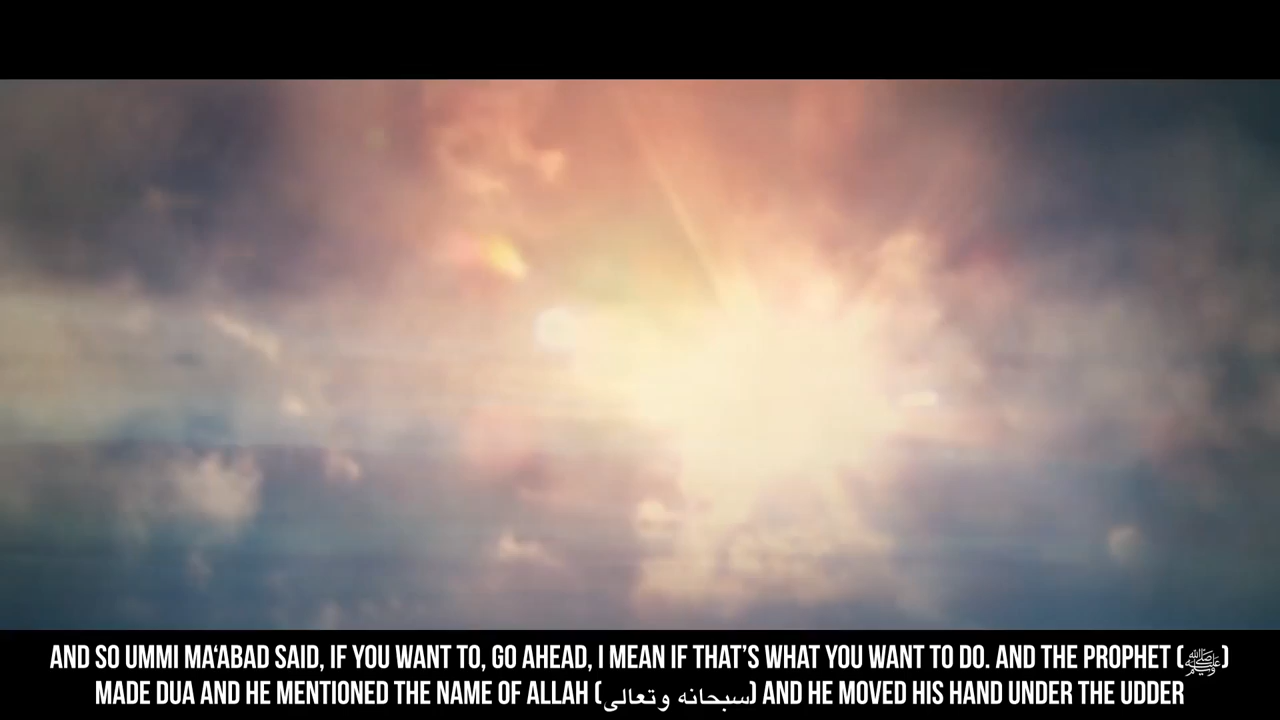 AND SO UMMI MA‘ABAD SAID, IF YOU WANT TO, GO AHEAD, I MEAN IF THAT’S WHAT YOU WANT TO DO. AND THE PROPHET (ﷺ)
MADE DUA AND HE MENTIONED THE NAME OF ALLAH (سبحانه وتعالى) AND HE MOVED HIS HAND UNDER THE UDDER